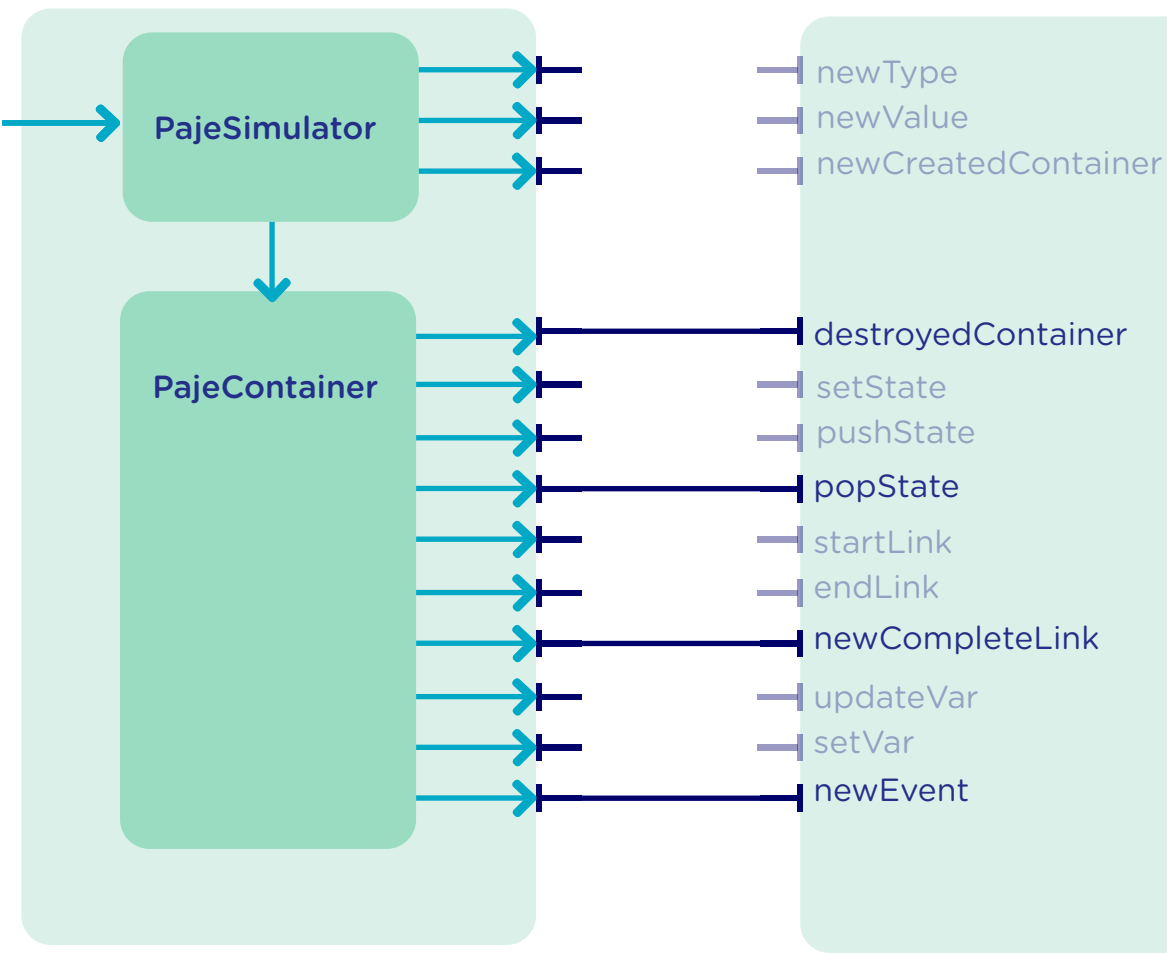 PajeSimulator
newType
newValue
newCreatedContainer
PajeContainer
destroyedContainer
setState
pushState
popState
startLink
endLink
newCompleteLink
updateVar
setVar
newEvent